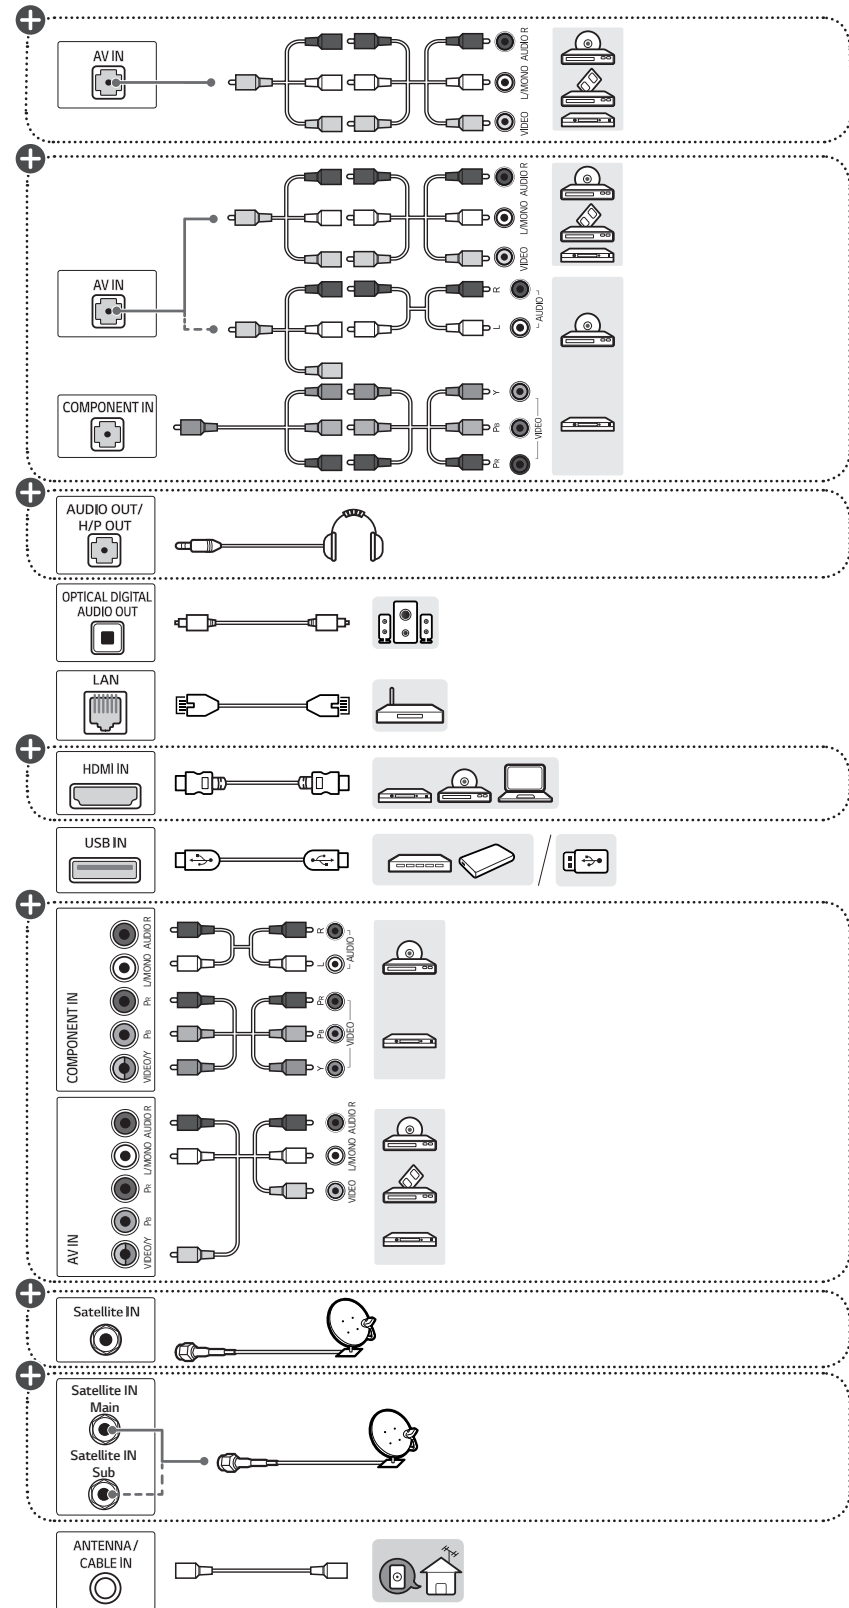 AV IN
L/MONO AUDIO R
VIDEO
AV IN
L/MONO AUDIO R
VIDEO
R
L
AUDIO
COMPONENT IN
Y
PB
PR
VIDEO
AUDIO OUT/
H/P OUT
OPTICAL DIGITAL
AUDIO OUT
LAN
HDMI IN
USB IN
COMPONENT IN
VIDEO/Y PB PR L/MONO AUDIO R
R
L
AUDIO
PR
PB
Y
VIDEO
AV IN
VIDEO/Y PB PR L/MONO AUDIO R
VIDEO L/MONO AUDIO R
Satellite IN
Satellite IN
Main
Satellite IN
Sub
ANTENNA/
CABLE IN